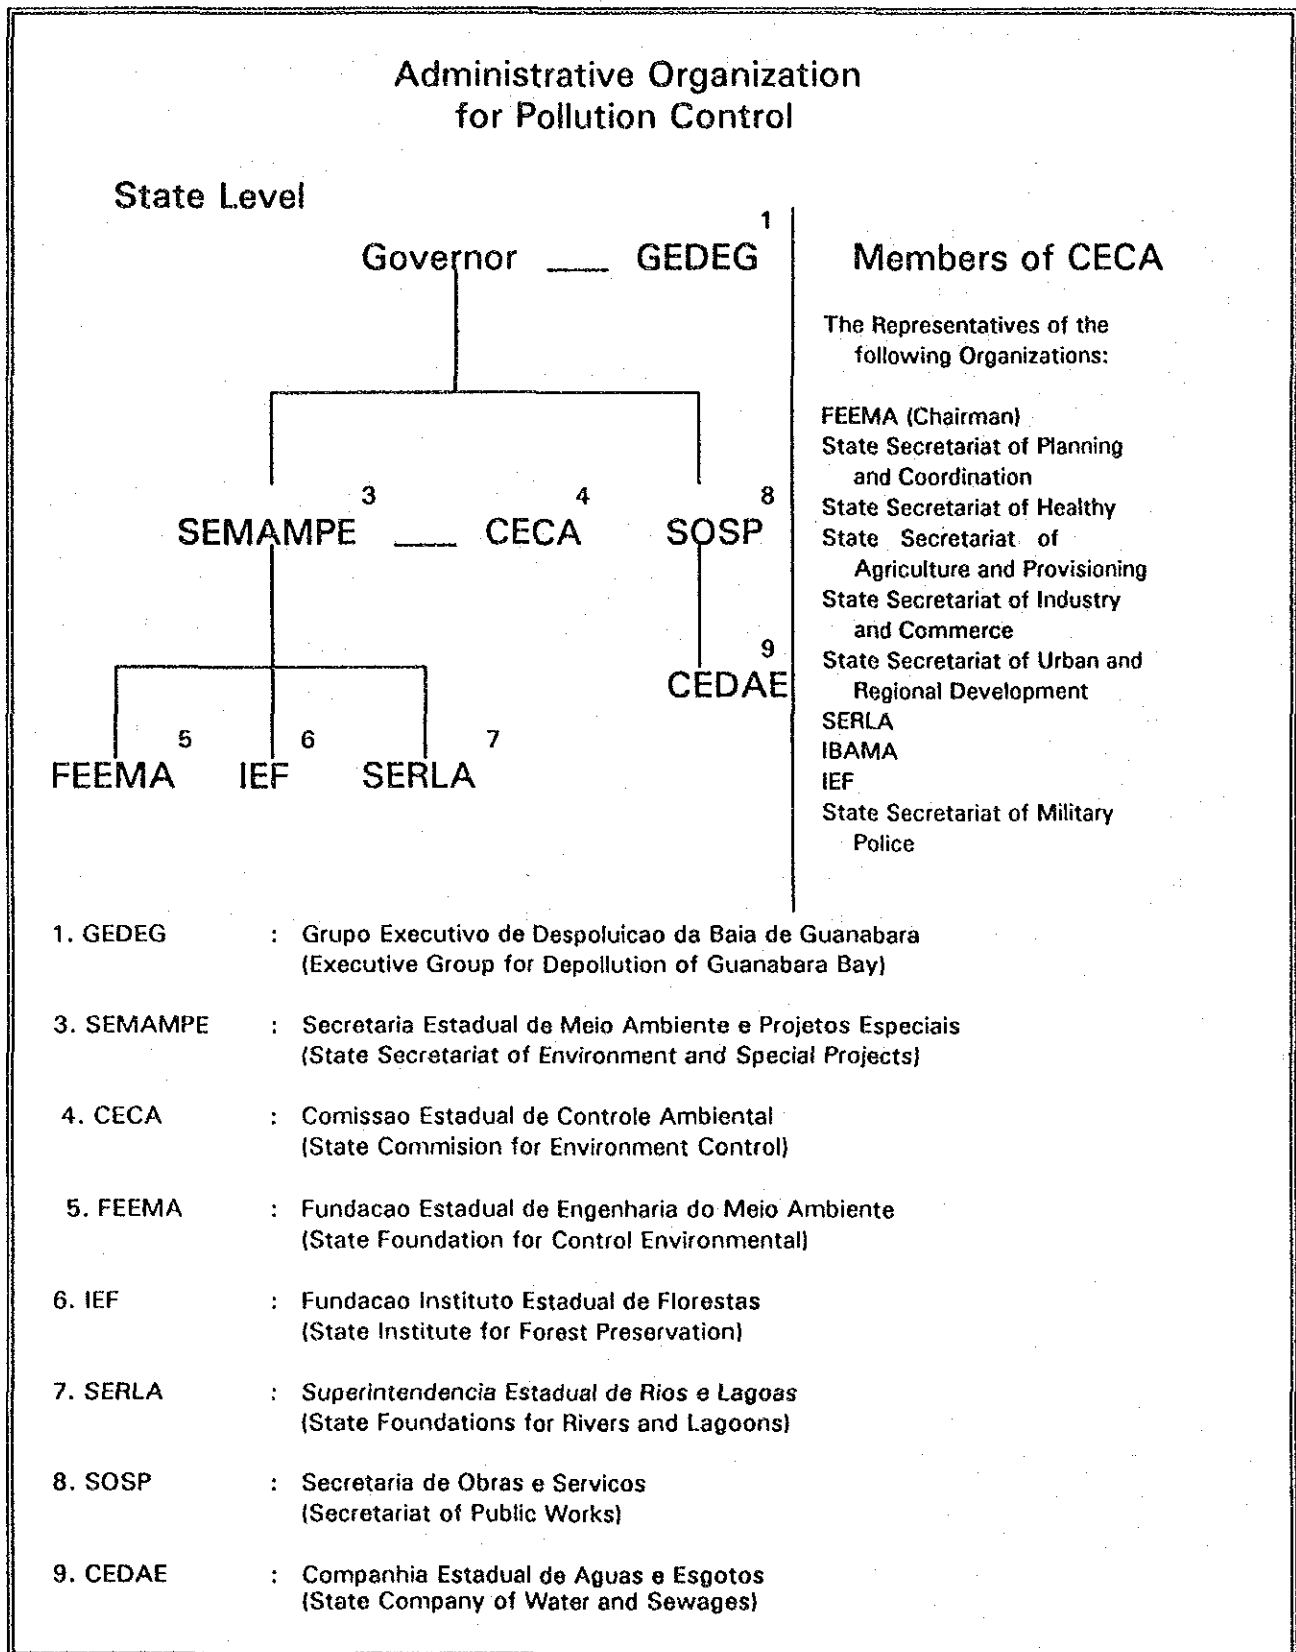 Administrative Organization
for Pollution Control
State Level
1
Governor __ GEDEG
3 4 8
SEMAMPE __ CECA SOSP
9
CEDAE
5 6 7
FEEMA IEF SERLA
Members of CECA
The Representatives of the
following Organizations:
FEEMA (Chairman)
State Secretariat of Planning
and Coordination
State Secretariat of Healthy
State Secretariat of
Agriculture and Provisioning
State Secretariat of Industry
and Commerce
State Secretariat of Urban and
Regional Development
SERLA
IBAMA
IEF
State Secretariat of Military
Police
1. GEDEG : Grupo Executivo de Despoluicao da Baia de Guanabara
(Executive Group for Depollution of Guanabara Bay)
3. SEMAMPE : Secretaria Estadual de Meio Ambiente e Projetos Especiais
(State Secretariat of Environment and Special Projects)
4. CECA : Comissao Estadual de Controle Ambiental
(State Commision for Environment Control)
5. FEEMA : Fundacao Estadual de Engenharia do Meio Ambiente
(State Foundation for Control Environmental)
6. IEF : Fundacao Instituto Estadual de Florestas
(State Institute for Forest Preservation)
7. SERLA : Superintendencia Estadual de Rios e Lagoas
(State Foundations for Rivers and Lagoons)
8. SOSP : Secretaria de Obras e Servicos
(Secretariat of Public Works)
9. CEDAE : Companhia Estadual de Aguas e Esgotos
(State Company of Water and Sewages)